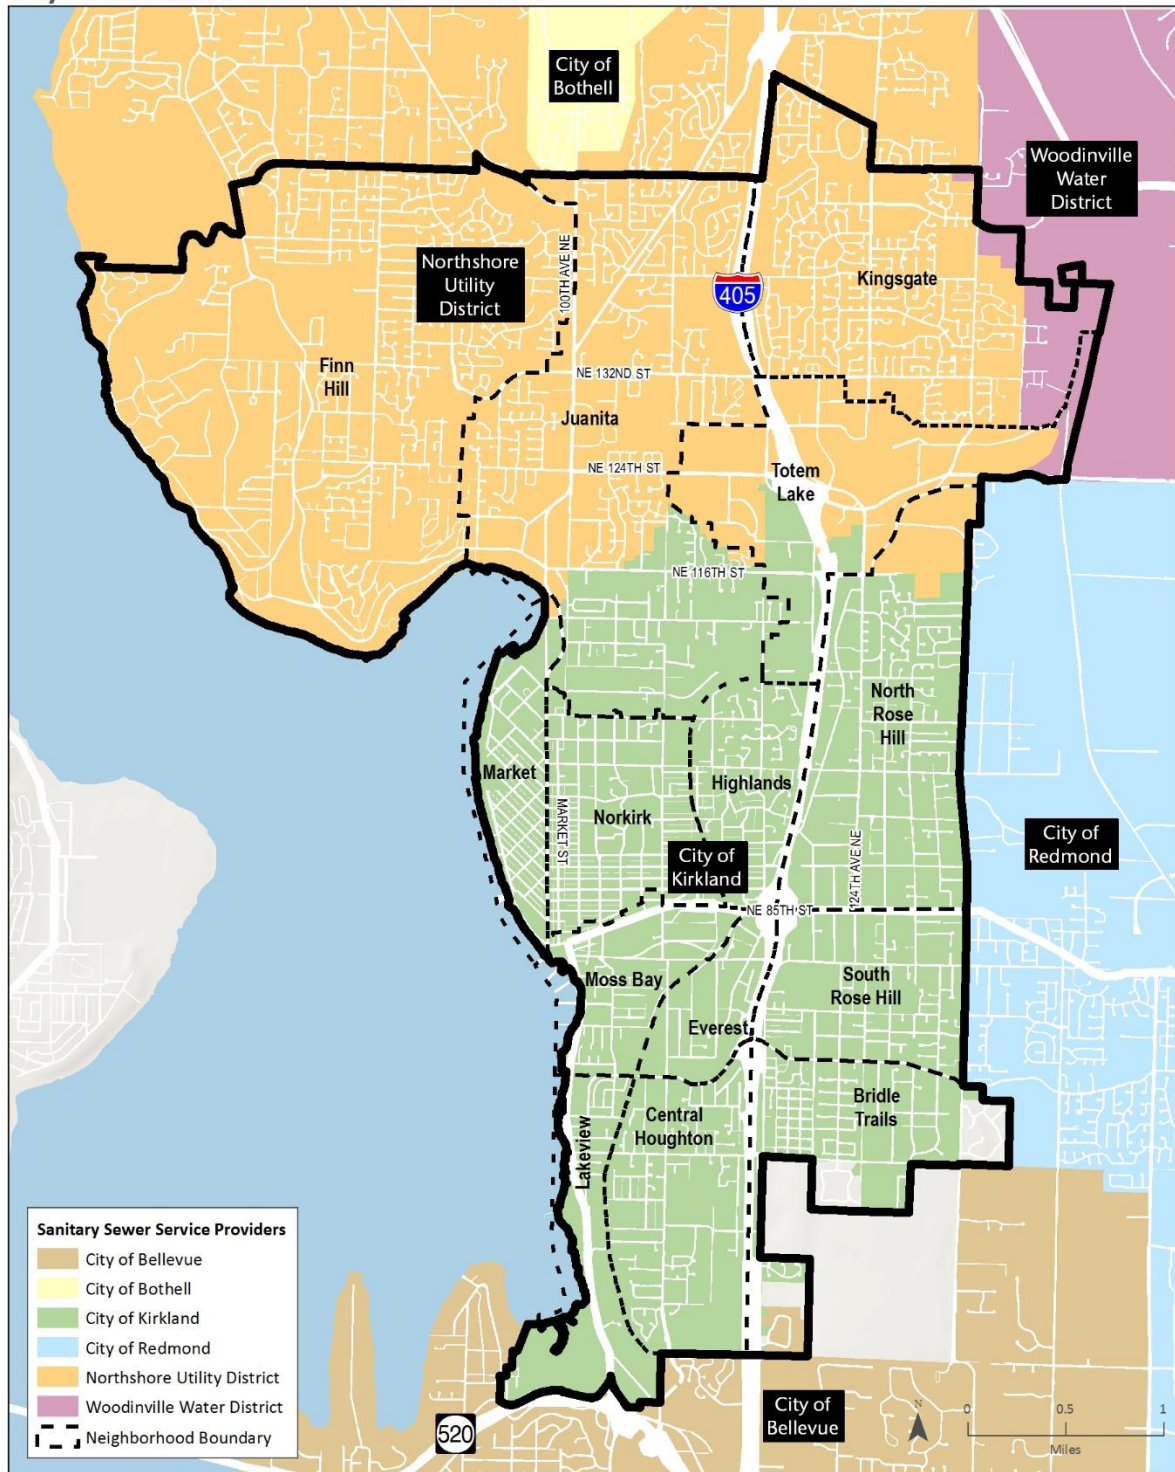 City of
Bothell
Woodinville
Water
District
Northshore
Utility
District
100TH AVE NE
405
Kingsgate
Finn
Hill
NE 132ND ST
Juanita
NE 124TH ST
Totem
Lake
NE 116TH ST
North
Rose
Hill
Market
Highlands
MARKET ST
Norkirk
124TH AVE NE
City of
Redmond
City of
Kirkland
NE 85TH ST
Moss Bay
South
Rose Hill
Everest
Bridle
Trails
Central
Houghton
Lakeview
Sanitary Sewer Service Providers
City of Bellevue
City of Bothell
City of Kirkland
City of Redmond
Northshore Utility District
Woodinville Water District
Neighborhood Boundary
520
City of
Bellevue
N
0 0.5 1
Miles